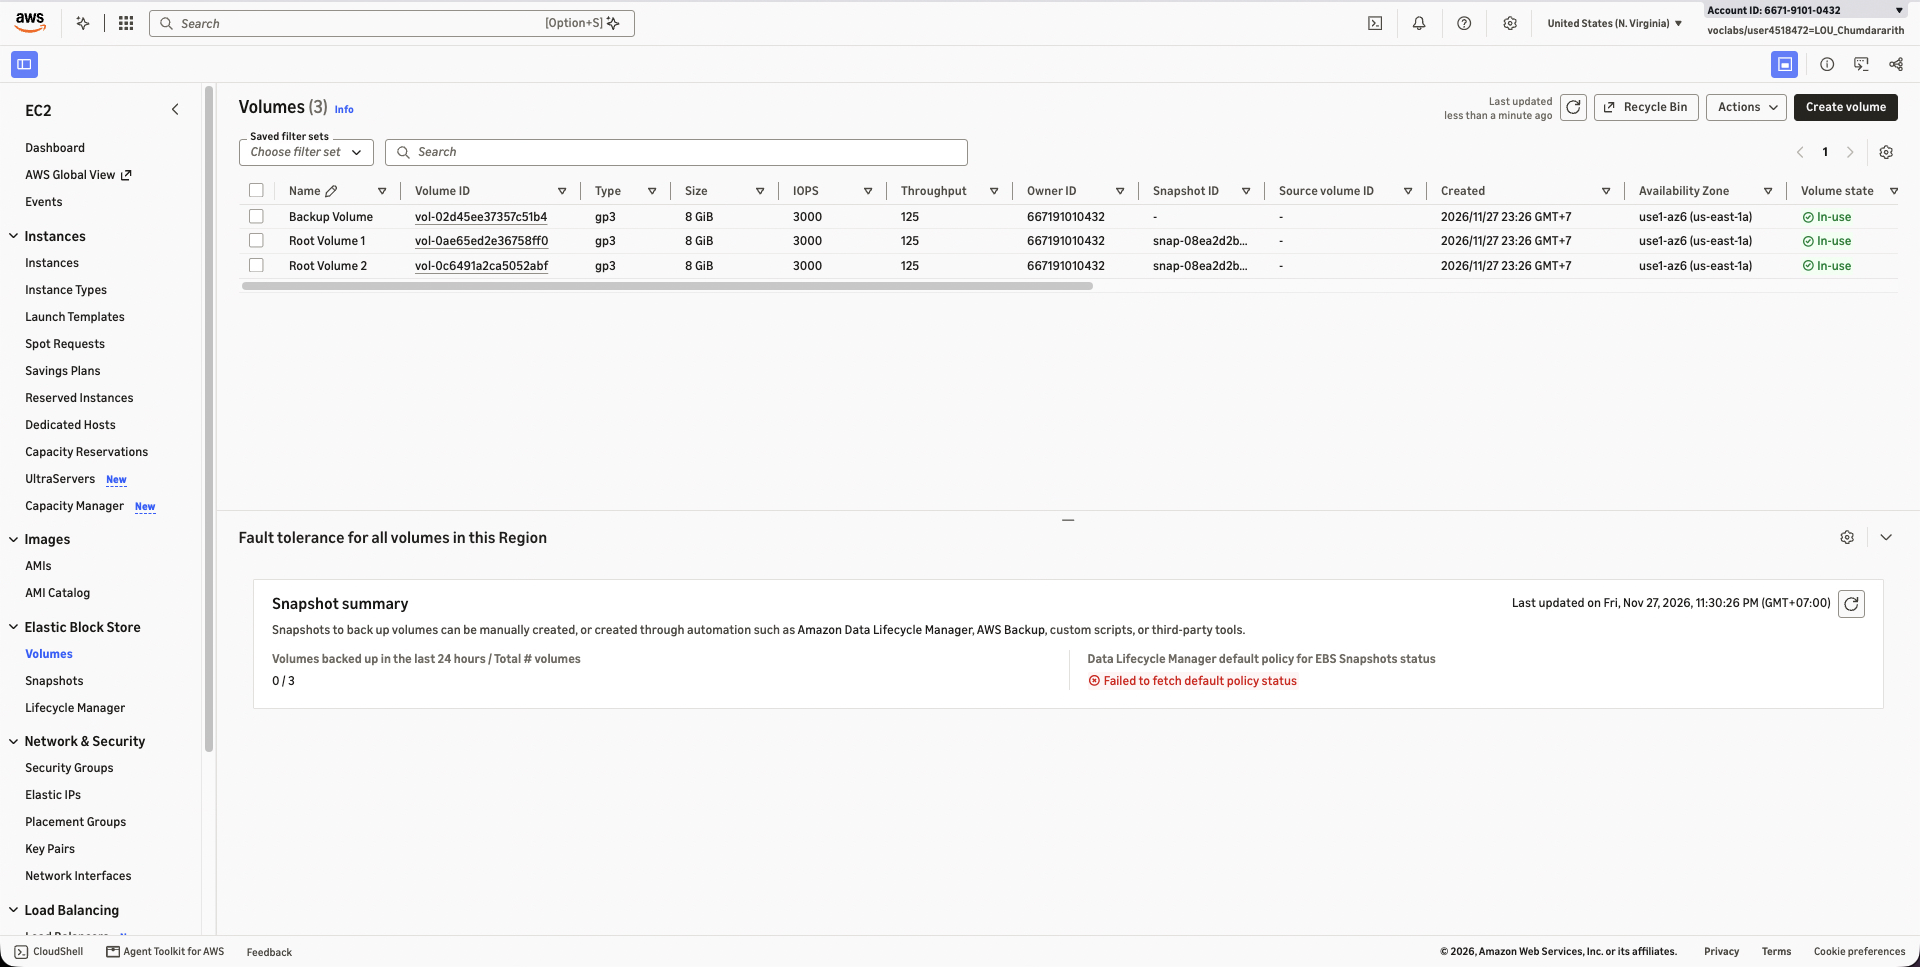 aws
Search [Option+S]
United States (N. Virginia)
Account ID: 6671-9101-0432
voclabs/user4518472=LOU_Chumdararith
EC2
Dashboard
AWS Global View
Events
Instances
Instances
Instance Types
Launch Templates
Spot Requests
Savings Plans
Reserved Instances
Dedicated Hosts
Capacity Reservations
UltraServers New
Capacity Manager New
Images
AMIs
AMI Catalog
Elastic Block Store
Volumes
Snapshots
Lifecycle Manager
Network & Security
Security Groups
Elastic IPs
Placement Groups
Key Pairs
Network Interfaces
Load Balancing
Volumes (3) Info
Last updated
less than a minute ago
Recycle Bin
Actions
Create volume
Saved filter sets
Choose filter set
Search
1
Name Volume ID Type Size IOPS Throughput Owner ID Snapshot ID Source volume ID Created Availability Zone Volume state
Backup Volume vol-02d45ee37357c51b4 gp3 8 GiB 3000 125 667191010432 - - 2026/11/27 23:26 GMT+7 use1-az6 (us-east-1a) In-use
Root Volume 1 vol-0ae65ed2e36758ff0 gp3 8 GiB 3000 125 667191010432 snap-08ea2d2b... - 2026/11/27 23:26 GMT+7 use1-az6 (us-east-1a) In-use
Root Volume 2 vol-0c6491a2ca5052abf gp3 8 GiB 3000 125 667191010432 snap-08ea2d2b... - 2026/11/27 23:26 GMT+7 use1-az6 (us-east-1a) In-use
Fault tolerance for all volumes in this Region
Snapshot summary
Last updated on Fri, Nov 27, 2026, 11:30:26 PM (GMT+07:00)
Snapshots to back up volumes can be manually created, or created through automation such as Amazon Data Lifecycle Manager, AWS Backup, custom scripts, or third-party tools.
Volumes backed up in the last 24 hours / Total # volumes
0 / 3
Data Lifecycle Manager default policy for EBS Snapshots status
Failed to fetch default policy status
CloudShell Agent Toolkit for AWS Feedback
© 2026, Amazon Web Services, Inc. or its affiliates. Privacy Terms Cookie preferences